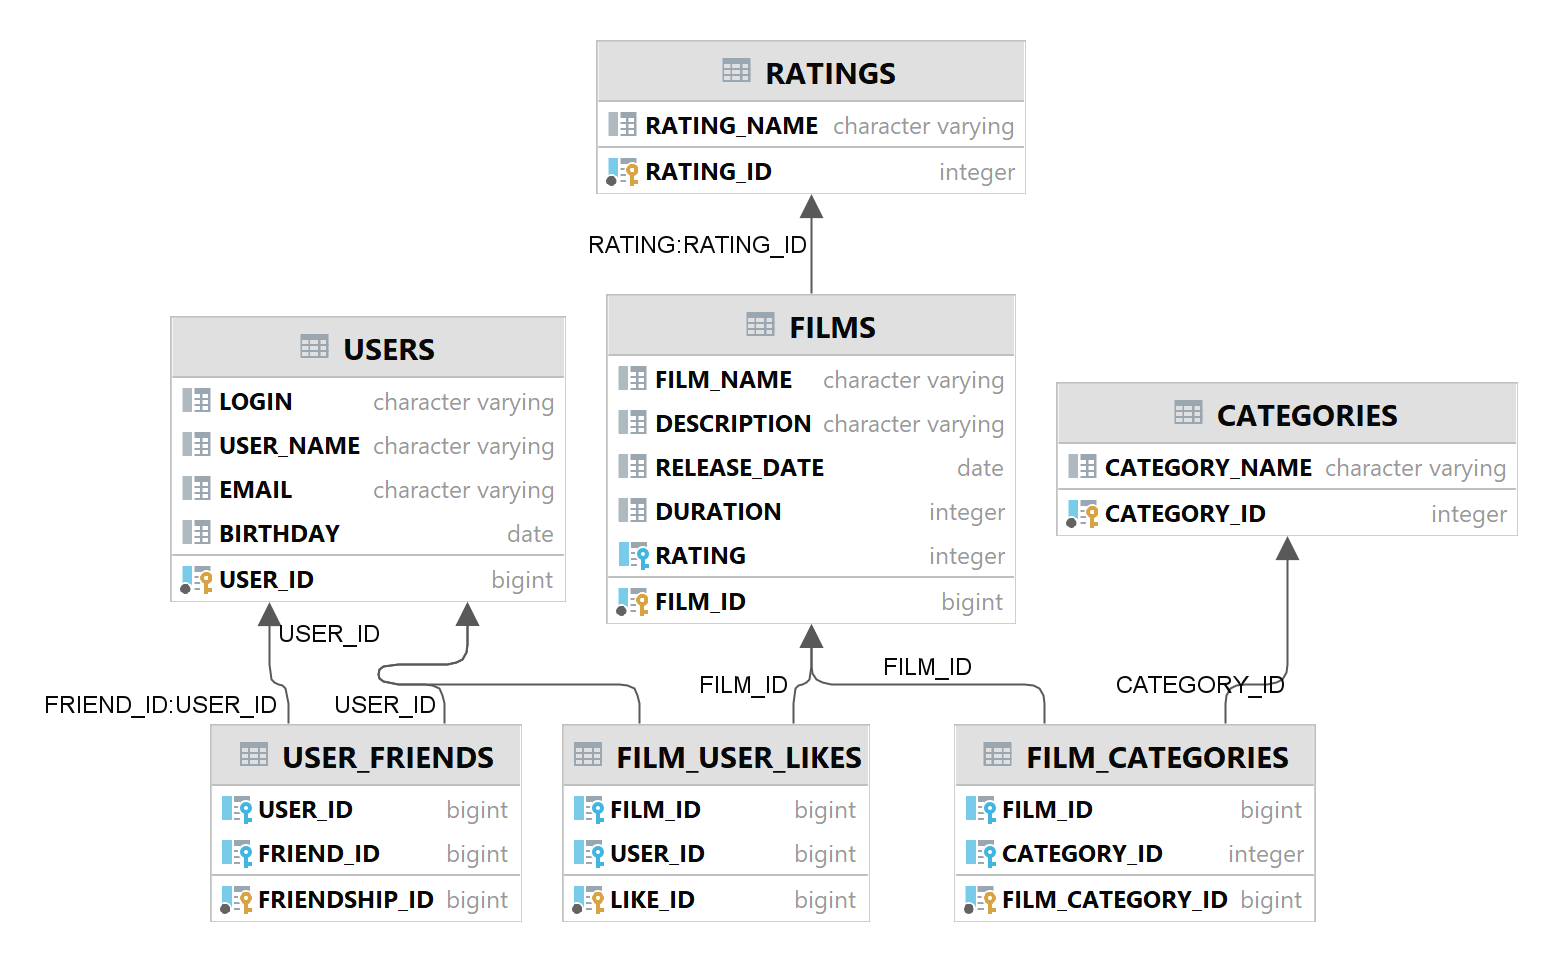 RATINGS
RATING_NAME character varying
RATING_ID integer
RATING:RATING_ID
USERS
LOGIN character varying
USER_NAME character varying
EMAIL character varying
BIRTHDAY date
USER_ID bigint
FILMS
FILM_NAME character varying
DESCRIPTION character varying
RELEASE_DATE date
DURATION integer
RATING integer
FILM_ID bigint
CATEGORIES
CATEGORY_NAME character varying
CATEGORY_ID integer
USER_ID
FRIEND_ID:USER_ID
USER_ID
FILM_ID
FILM_ID
CATEGORY_ID
USER_FRIENDS
USER_ID bigint
FRIEND_ID bigint
FRIENDSHIP_ID bigint
FILM_USER_LIKES
FILM_ID bigint
USER_ID bigint
LIKE_ID bigint
FILM_CATEGORIES
FILM_ID bigint
CATEGORY_ID integer
FILM_CATEGORY_ID bigint